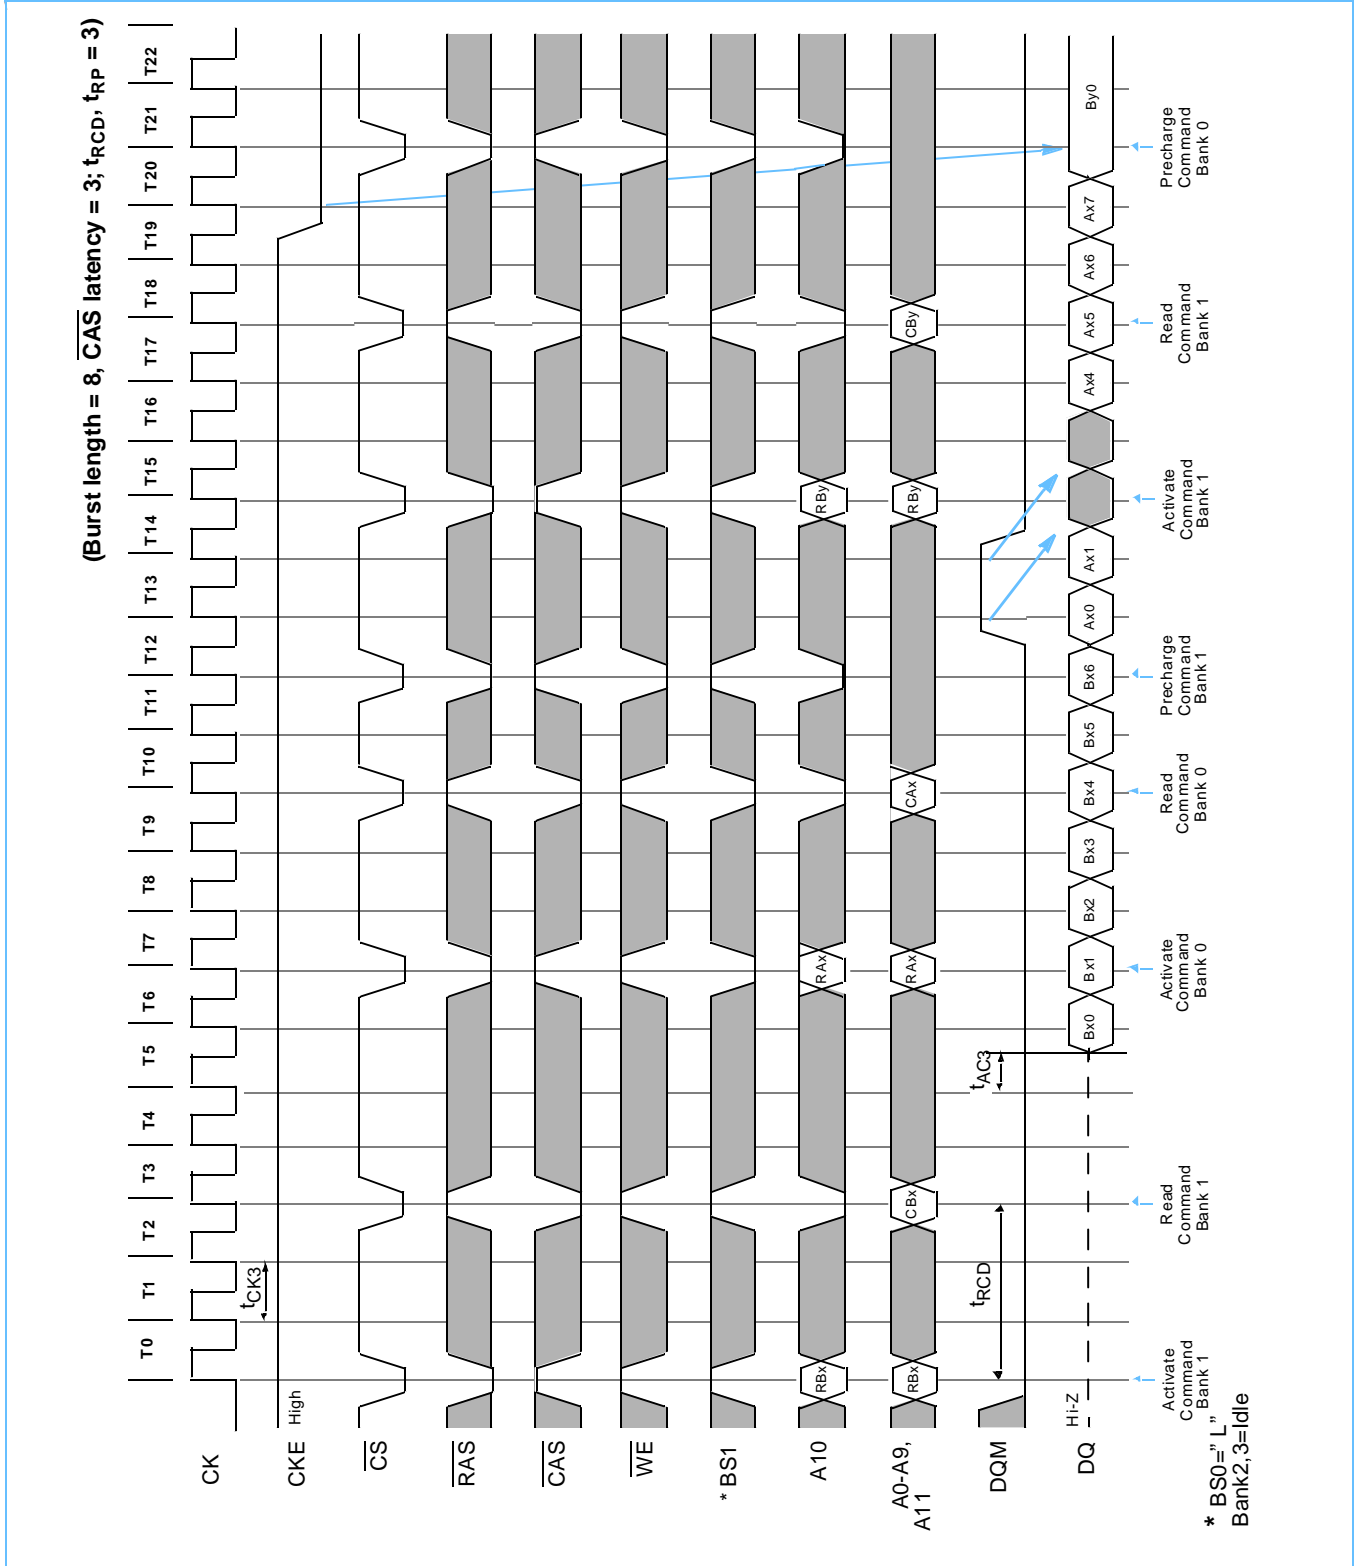 (Burst length = 8, CAS latency = 3; tRCD, tRP = 3)
T0 T1 T2 T3 T4 T5 T6 T7 T8 T9 T10 T11 T12 T13 T14 T15 T16 T17 T18 T19 T20 T21 T22
CK
tCK3
CKE
High
CS
RAS
CAS
WE
* BS1
A10
RBx RAx RBy
A0-A9,
A11
RBx CBx RAx CAx RBy CBy
DQM
tRCD
tAC3
DQ
Hi-Z
Bx0 Bx1 Bx2 Bx3 Bx4 Bx5 Bx6 Ax0 Ax1 Ax4 Ax5 Ax6 Ax7 By0
Activate
Command
Bank 1
Read
Command
Bank 1
Activate
Command
Bank 0
Read
Command
Bank 0
Precharge
Command
Bank 1
Activate
Command
Bank 1
Read
Command
Bank 1
Precharge
Command
Bank 0
* BS0=” L”
Bank2,3=Idle